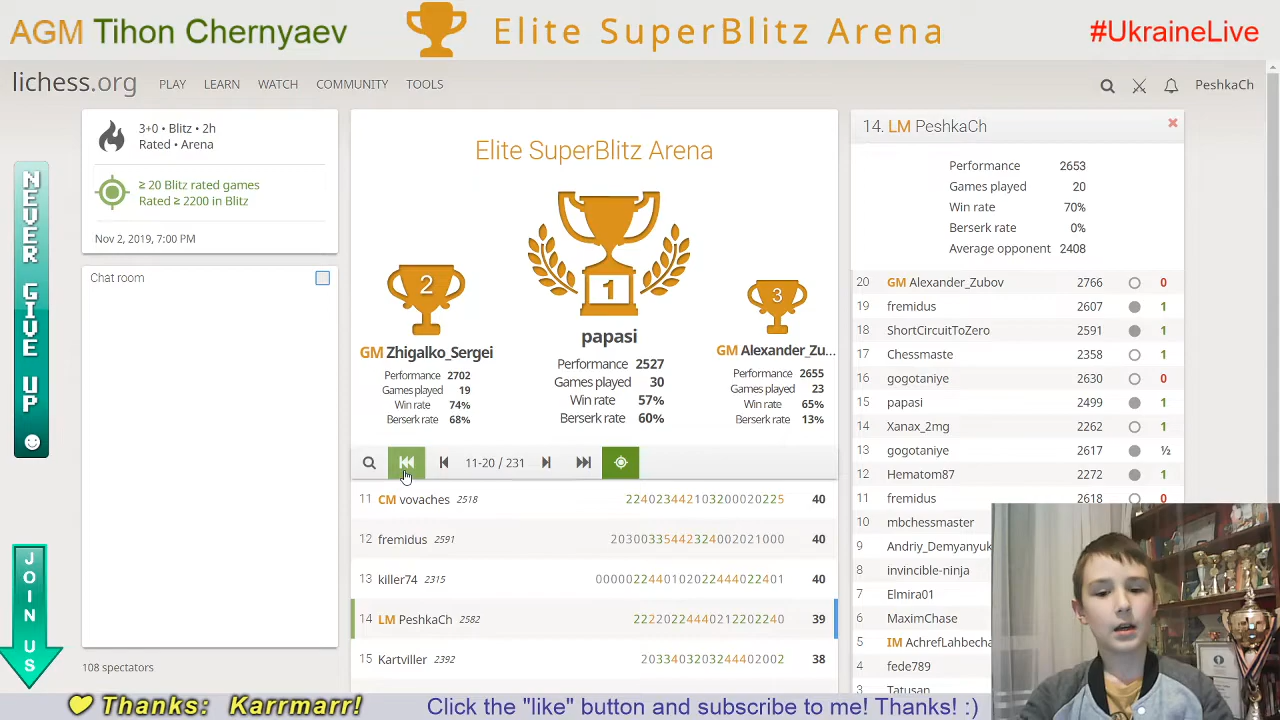 AGM Tihon Chernyaev
Elite SuperBlitz Arena
#UkraineLive
lichess.org
PLAY LEARN WATCH COMMUNITY TOOLS
PeshkaCh
NEVER GIVE UP
JOIN US
3+0 • Blitz • 2h
Rated • Arena
≥ 20 Blitz rated games
Rated ≥ 2200 in Blitz
Nov 2, 2019, 7:00 PM
Chat room
108 spectators
Elite SuperBlitz Arena
2
GM Zhigalko_Sergei
Performance 2702
Games played 19
Win rate 74%
Berserk rate 68%
1
papasi
Performance 2527
Games played 30
Win rate 57%
Berserk rate 60%
3
GM Alexander_Zu...
Performance 2655
Games played 23
Win rate 65%
Berserk rate 13%
11-20 / 231
11 CM vovaches 2518 224023442103200020225 40
12 fremidus 2591 20300335442324002021000 40
13 killer74 2315 00000022440102022444022401 40
14 LM PeshkaCh 2582 22220224440212202240 39
15 Kartviller 2392 2033403203244402002 38
14. LM PeshkaCh
Performance 2653
Games played 20
Win rate 70%
Berserk rate 0%
Average opponent 2408
20 GM Alexander_Zubov 2766 0
19 fremidus 2607 1
18 ShortCircuitToZero 2591 1
17 Chessmaste 2358 1
16 gogotaniye 2630 0
15 papasi 2499 1
14 Xanax_2mg 2262 1
13 gogotaniye 2617 ½
12 Hematom87 2272 1
11 fremidus 2618 0
10 mbchessmaster
9 Andriy_Demyanyuk
8 invincible-ninja
7 Elmira01
6 MaximChase
5 IM AchrefLahbecha
4 fede789
3 Tatusan
Thanks: Karrmarr!
Click the "like" button and subscribe to me! Thanks! :)